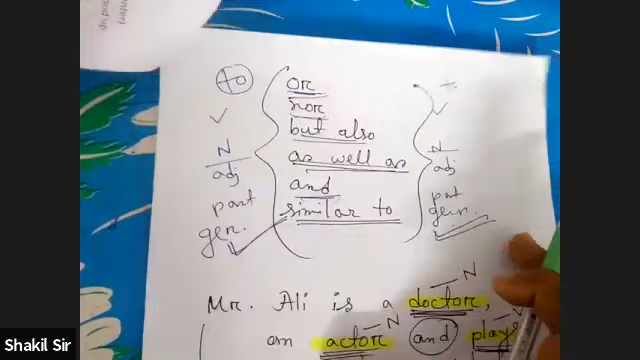 to
or
nor
✓
but also
N
adj
as well as
N
adj
and
part
gen.
similar to
part
gen.
Mr. Ali is a doctor, N
an actor N and plays V
Shakil Sir